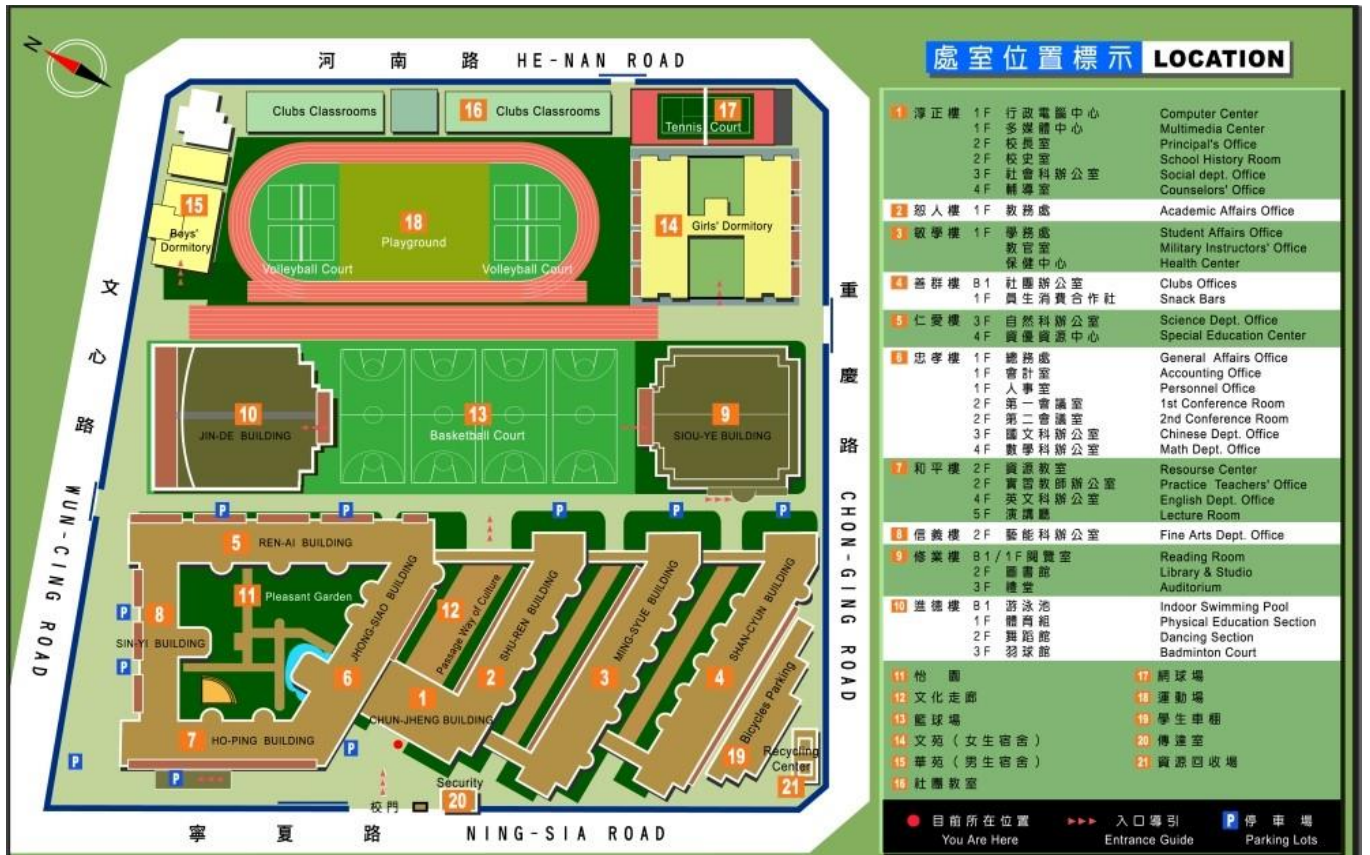 N
河南路 HE-NAN ROAD
Clubs Classrooms
16 Clubs Classrooms
17
Tennis Court
15
Boys'
Dormitory
18
Playground
Volleyball Court
Volleyball Court
14 Girls' Dormitory
文心路 WUN-CING ROAD
重慶路 CHON-GING ROAD
10
JIN-DE BUILDING
13
Basketball Court
9
SIOU-YE BUILDING
P
P
P
P
P
5
REN-AI BUILDING
11 Pleasant Garden
8
SIN-YI BUILDING
P
P
6
JHONG-SIAO BUILDING
12
Passage Way of Culture
2
SHU-REN BUILDING
3
MING-SYUE BUILDING
4
SHAN-CYUN BUILDING
1
CHUN-JHENG BUILDING
7 HO-PING BUILDING
P
P
P
19
Bicycles Parking
Recycling
Center
21
Security
20
校門
寧夏路 NING-SIA ROAD
處室位置標示 LOCATION
1 淳正樓 1F 行政電腦中心 Computer Center
1F 多媒體中心 Multimedia Center
2F 校長室 Principal's Office
2F 校史室 School History Room
3F 社會科辦公室 Social dept. Office
4F 輔導室 Counselors' Office
2 恕人樓 1F 教務處 Academic Affairs Office
3 敏學樓 1F 學務處 Student Affairs Office
教官室 Military Instructors' Office
保健中心 Health Center
4 善群樓 B1 社團辦公室 Clubs Offices
1F 員生消費合作社 Snack Bars
5 仁愛樓 3F 自然科辦公室 Science Dept. Office
4F 資優資源中心 Special Education Center
6 忠孝樓 1F 總務處 General Affairs Office
1F 會計室 Accounting Office
1F 人事室 Personnel Office
2F 第一會議室 1st Conference Room
2F 第二會議室 2nd Conference Room
3F 國文科辦公室 Chinese Dept. Office
4F 數學科辦公室 Math Dept. Office
7 和平樓 2F 資源教室 Resourse Center
2F 實習教師辦公室 Practice Teachers' Office
4F 英文科辦公室 English Dept. Office
5F 演講廳 Lecture Room
8 信義樓 2F 藝能科辦公室 Fine Arts Dept. Office
9 修業樓 B1/1F 閱覽室 Reading Room
2F 圖書館 Library & Studio
3F 禮堂 Auditorium
10 進德樓 B1 游泳池 Indoor Swimming Pool
1F 體育組 Physical Education Section
2F 舞蹈館 Dancing Section
3F 羽球館 Badminton Court
11 怡園
12 文化走廊
13 籃球場
14 文苑（女生宿舍）
15 華苑（男生宿舍）
16 社團教室
17 網球場
18 運動場
19 學生車棚
20 傳達室
21 資源回收場
目前所在位置
You Are Here
入口導引
Entrance Guide
P 停車場
Parking Lots